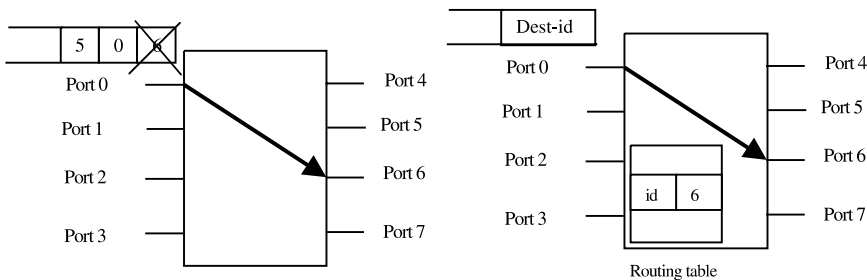 5 0 6
Port 0
Port 1
Port 2
Port 3
Port 4
Port 5
Port 6
Port 7
Dest-id
Port 0
Port 1
Port 2
Port 3
id 6
Port 4
Port 5
Port 6
Port 7
Routing table